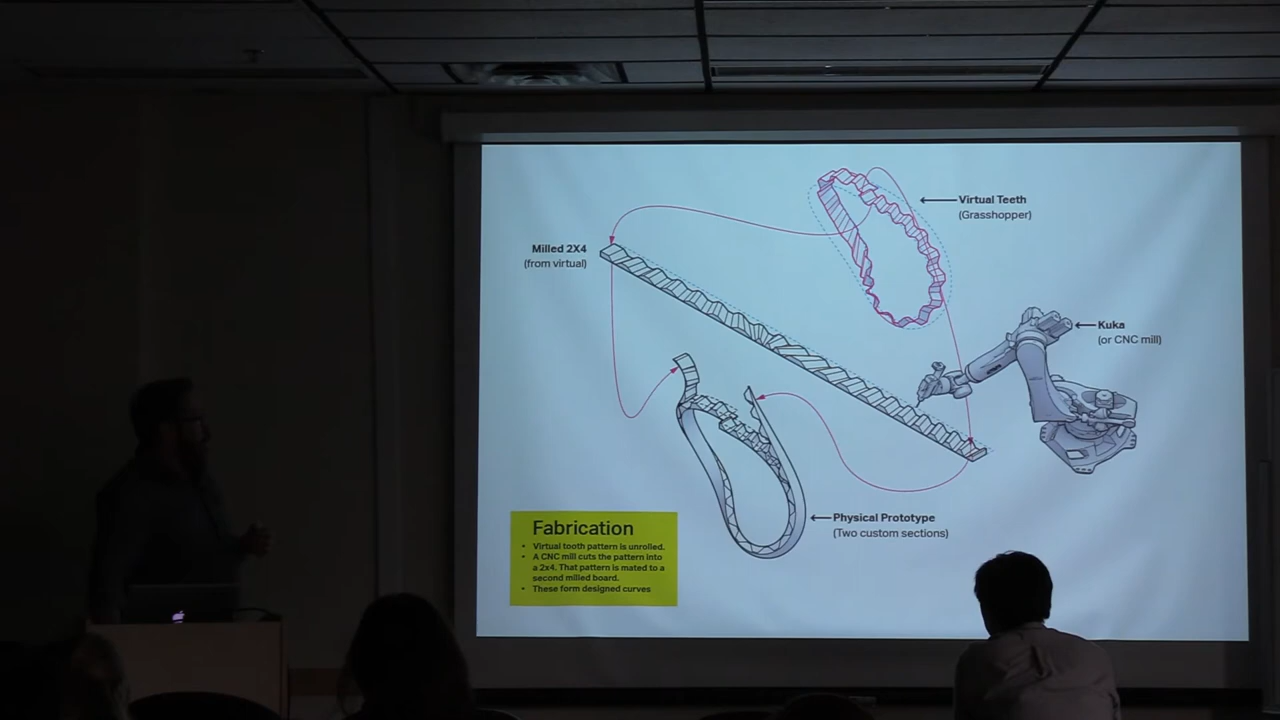 Virtual Teeth
(Grasshopper)
Milled 2X4
(from virtual)
Kuka
(or CNC mill)
Physical Prototype
(Two custom sections)
Fabrication
• Virtual tooth pattern is unrolled.
• A CNC mill cuts the pattern into
a 2x4. That pattern is mated to a
second milled board.
• These form designed curves